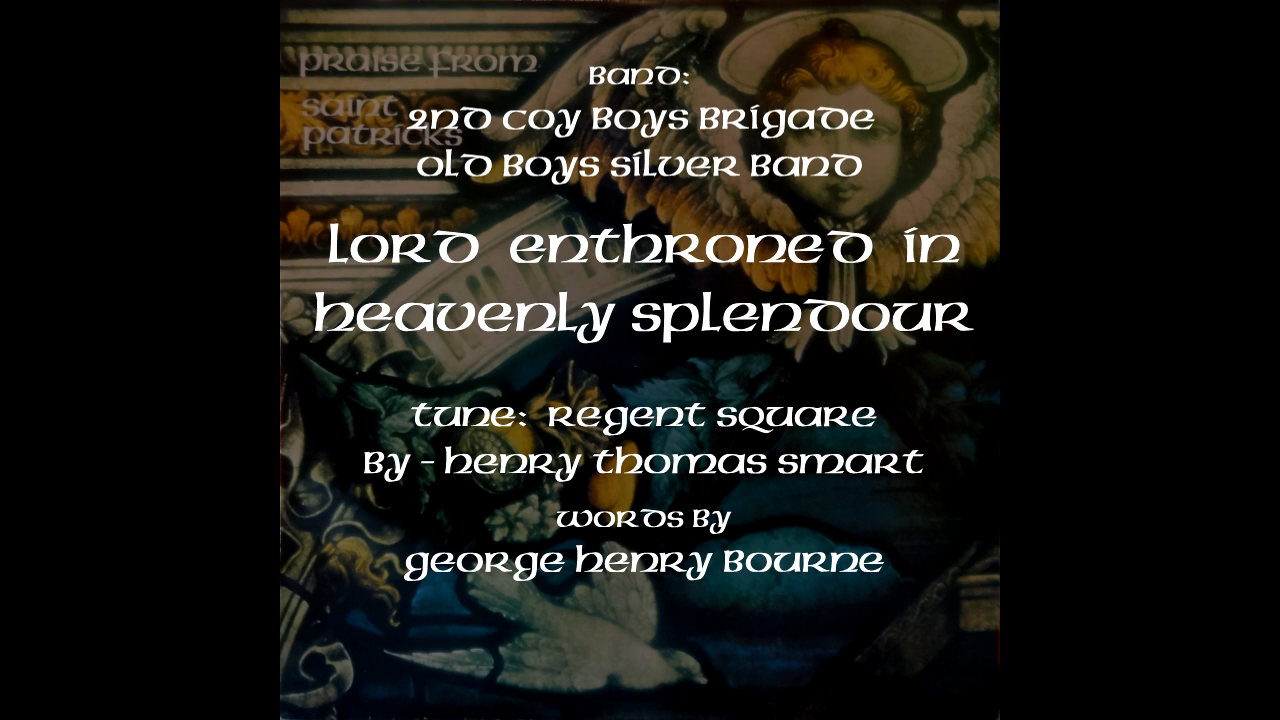 praise from
saint
patricks
Band:
2nd Coy Boys Brigade
Old Boys Silver Band
Lord enthroned in
heavenly splendour
Tune: Regent Square
By - Henry Thomas Smart
Words By
George Henry Bourne